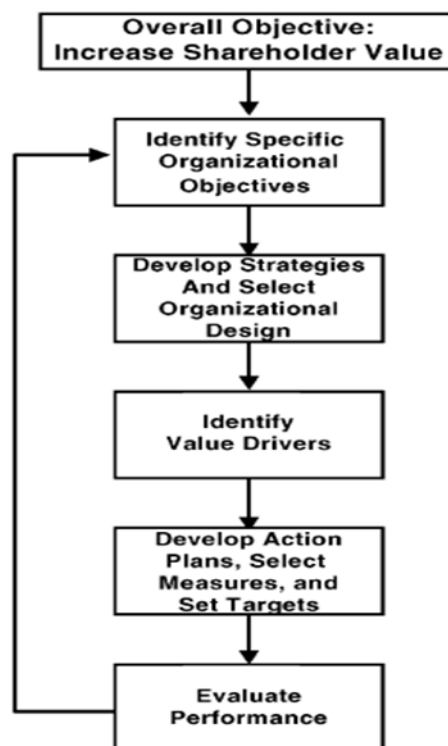 Overall Objective:
Increase Shareholder Value
Identify Specific
Organizational
Objectives
Develop Strategies
And Select
Organizational
Design
Identify
Value Drivers
Develop Action
Plans, Select
Measures, and
Set Targets
Evaluate
Performance